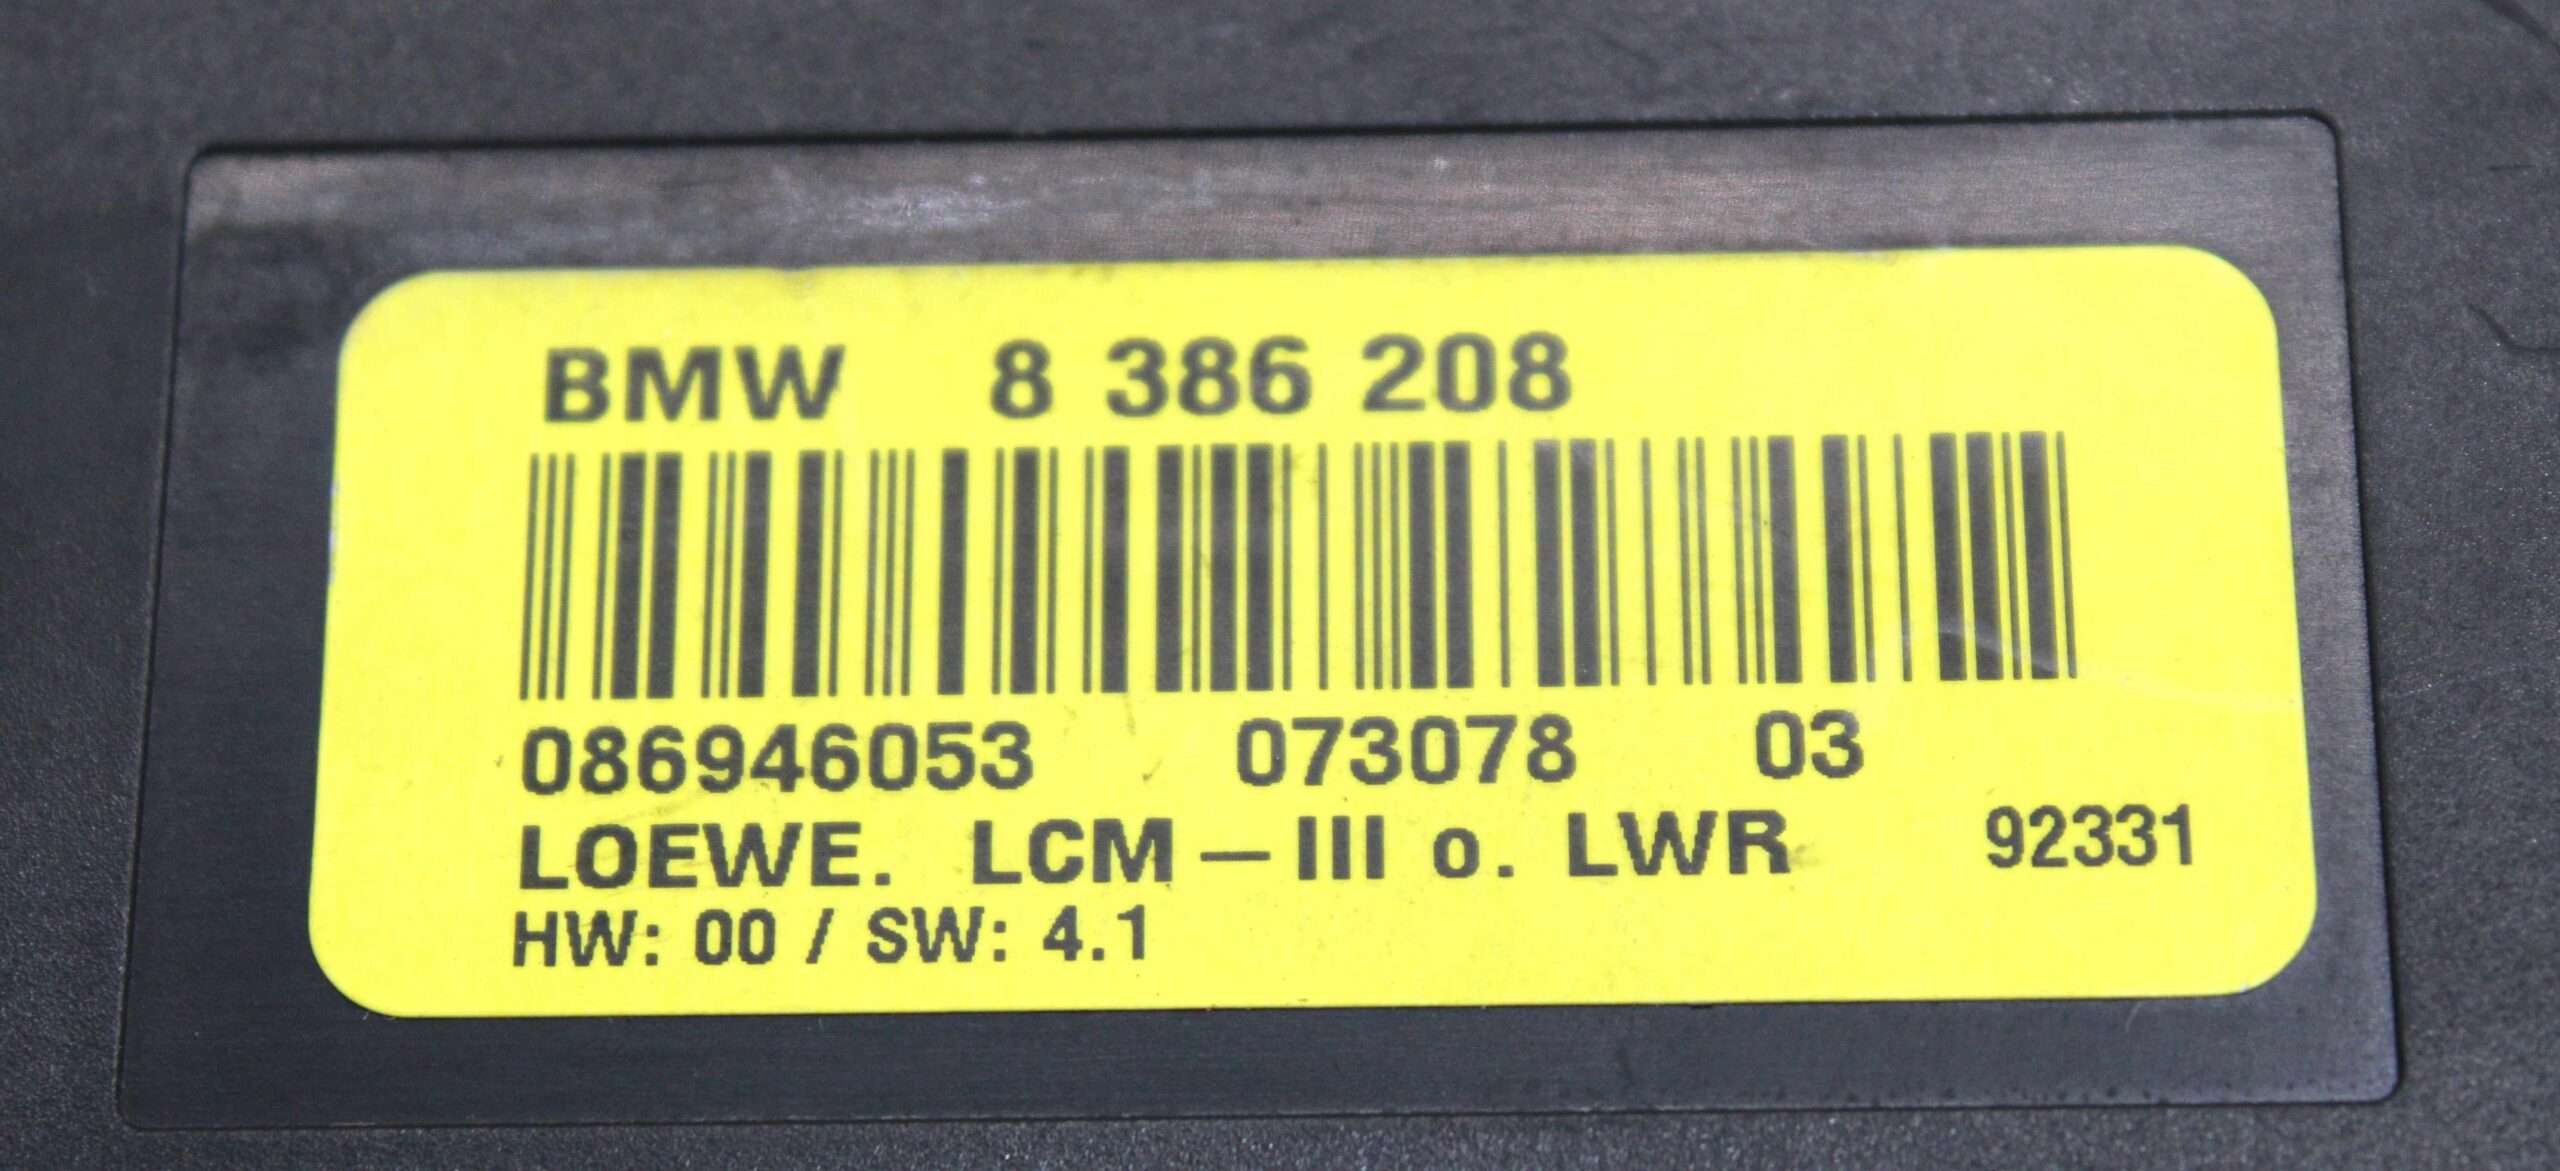 BMW 8 386 208
086946053 073078 03
LOEWE. LCM – III o. LWR 92331
HW: 00 / SW: 4.1